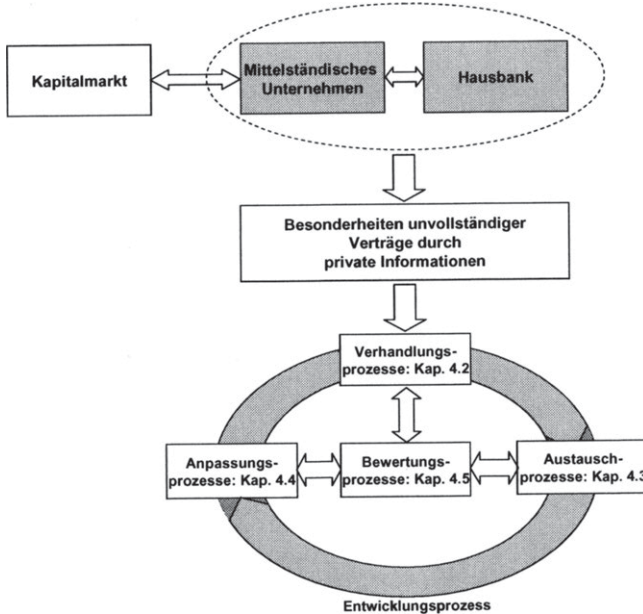 Kapitalmarkt
Mittelständisches
Unternehmen
Hausbank
Besonderheiten unvollständiger
Verträge durch
private Informationen
Verhandlungs-
prozesse: Kap. 4.2
Anpassungs-
prozesse: Kap. 4.4
Bewertungs-
prozesse: Kap. 4.5
Austausch-
prozesse: Kap. 4.3
Entwicklungsprozess